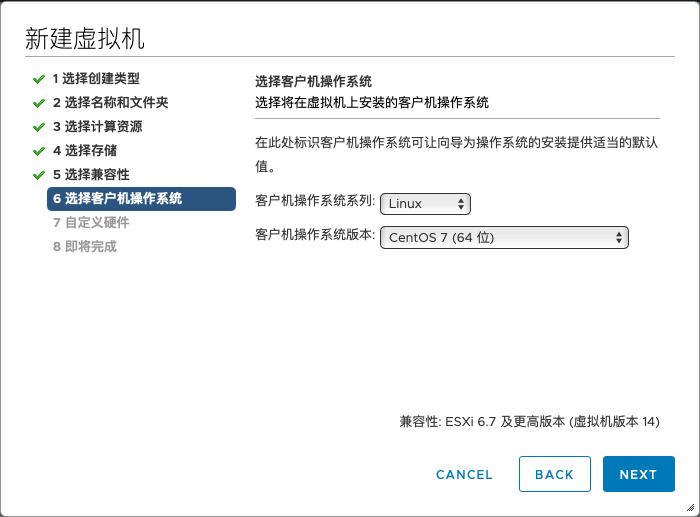 新建虚拟机
1 选择创建类型
2 选择名称和文件夹
3 选择计算资源
4 选择存储
5 选择兼容性
6 选择客户机操作系统
7 自定义硬件
8 即将完成
选择客户机操作系统
选择将在虚拟机上安装的客户机操作系统
在此处标识客户机操作系统可让向导为操作系统的安装提供适当的默认
值。
客户机操作系统系列: Linux
客户机操作系统版本: CentOS 7 (64 位)
兼容性: ESXi 6.7 及更高版本 (虚拟机版本 14)
CANCEL BACK NEXT